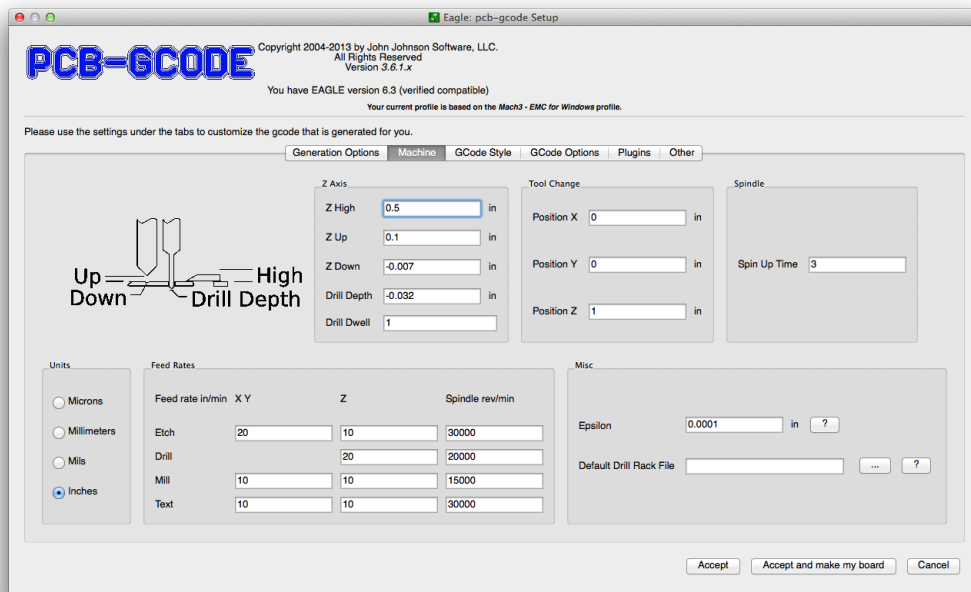 Eagle: pcb-gcode Setup
PCB-GCODE
Copyright 2004-2013 by John Johnson Software, LLC.
All Rights Reserved
Version 3.6.1.x
You have EAGLE version 6.3 (verified compatible)
Your current profile is based on the Mach3 - EMC for Windows profile.
Please use the settings under the tabs to customize the gcode that is generated for you.
Generation Options Machine GCode Style GCode Options Plugins Other
Up
Down
High
Drill Depth
Z Axis
Z High 0.5 in
Z Up 0.1 in
Z Down -0.007 in
Drill Depth -0.032 in
Drill Dwell 1
Tool Change
Position X 0 in
Position Y 0 in
Position Z 1 in
Spindle
Spin Up Time 3
Units
Microns
Millimeters
Mils
Inches
Feed Rates
Feed rate in/min X Y Z Spindle rev/min
Etch 20 10 30000
Drill 20 20000
Mill 10 10 15000
Text 10 10 30000
Misc
Epsilon 0.0001 in ?
Default Drill Rack File ... ?
Accept Accept and make my board Cancel